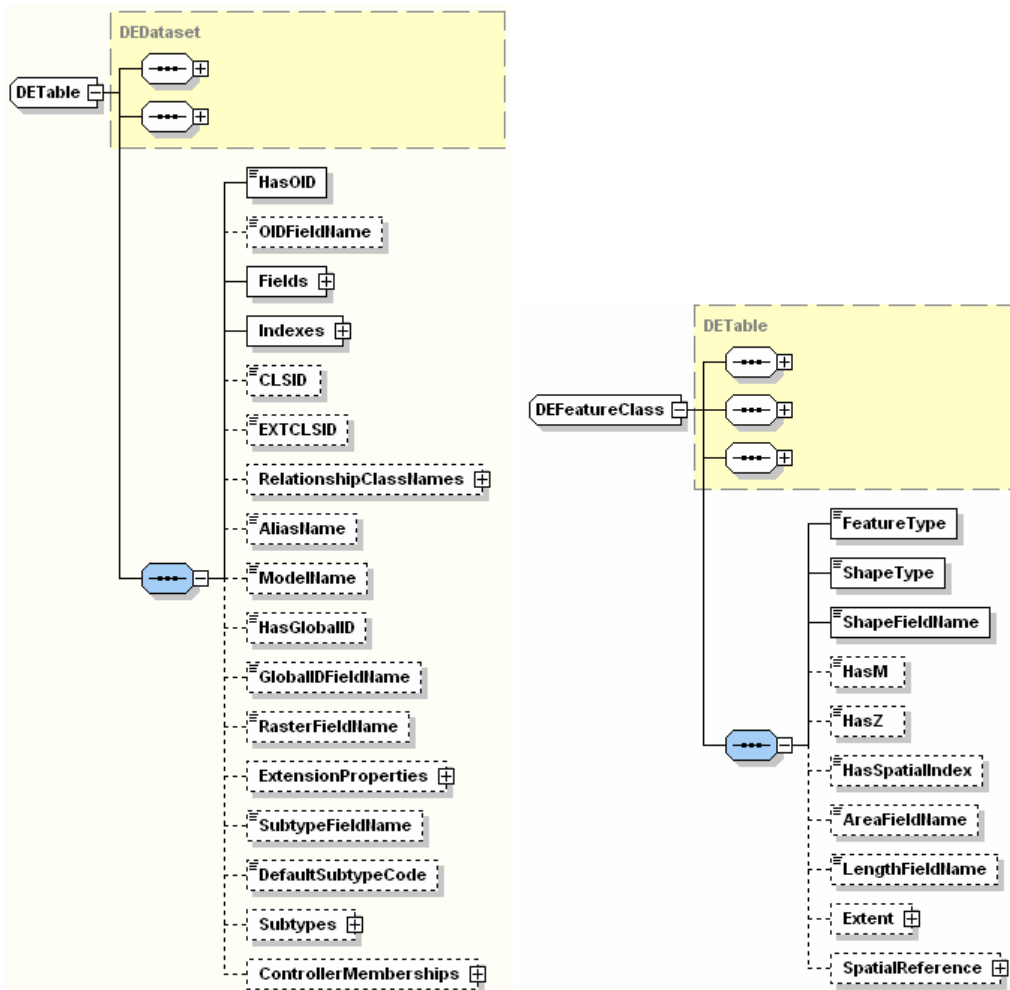 DEDataset
DETable
HasOID
OIDFieldName
Fields
Indexes
CLSID
EXTCLSID
RelationshipClassNames
AliasName
ModelName
HasGlobalID
GlobalIDFieldName
RasterFieldName
ExtensionProperties
SubtypeFieldName
DefaultSubtypeCode
Subtypes
ControllerMemberships
DETable
DEFeatureClass
FeatureType
ShapeType
ShapeFieldName
HasM
HasZ
HasSpatialIndex
AreaFieldName
LengthFieldName
Extent
SpatialReference